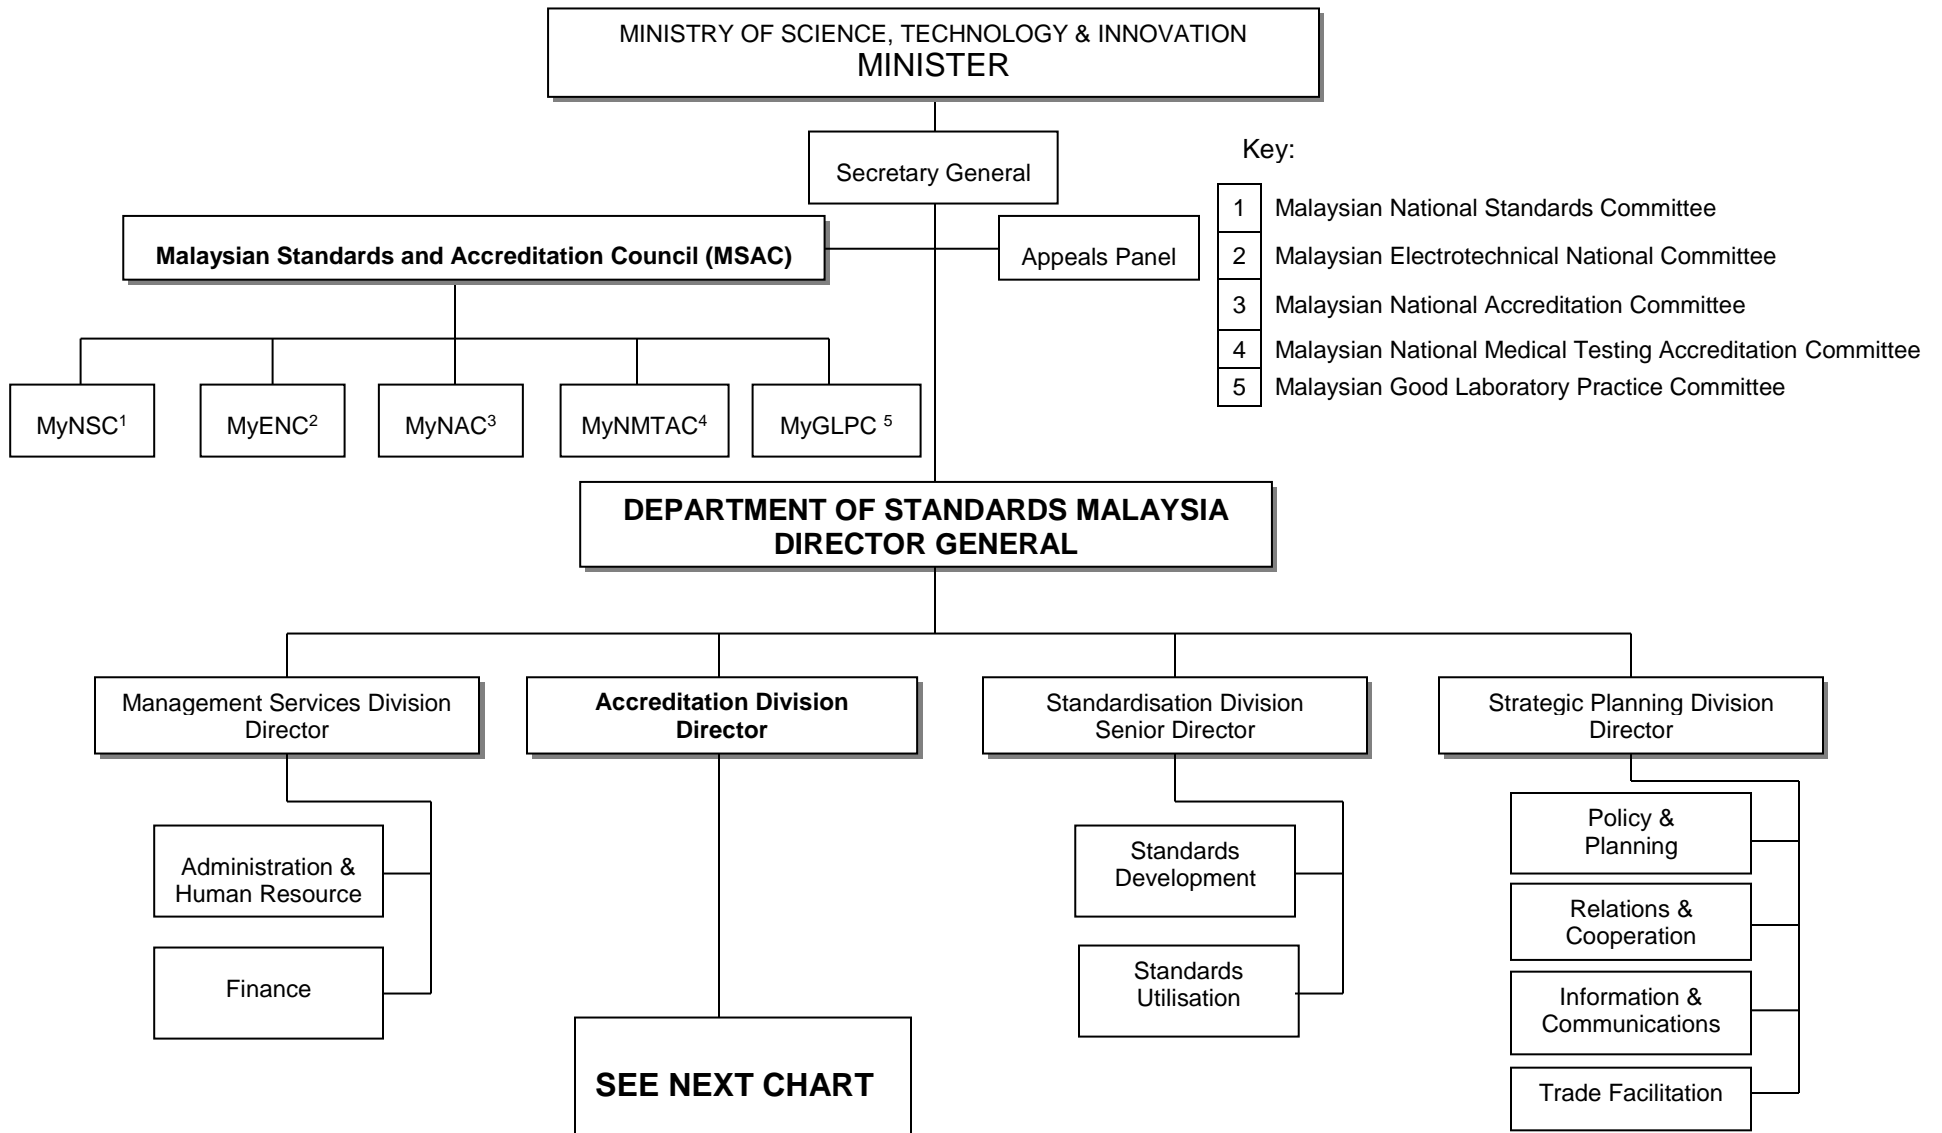 MINISTRY OF SCIENCE, TECHNOLOGY & INNOVATION
MINISTER
Secretary General
Key:
1 Malaysian National Standards Committee
2 Malaysian Electrotechnical National Committee
3 Malaysian National Accreditation Committee
4 Malaysian National Medical Testing Accreditation Committee
5 Malaysian Good Laboratory Practice Committee
Malaysian Standards and Accreditation Council (MSAC)
Appeals Panel
MyNSC¹
MyENC²
MyNAC³
MyNMTAC⁴
MyGLPC ⁵
DEPARTMENT OF STANDARDS MALAYSIA
DIRECTOR GENERAL
Management Services Division
Director
Accreditation Division
Director
Standardisation Division
Senior Director
Strategic Planning Division
Director
Administration &
Human Resource
Finance
SEE NEXT CHART
Standards
Development
Standards
Utilisation
Policy &
Planning
Relations &
Cooperation
Information &
Communications
Trade Facilitation